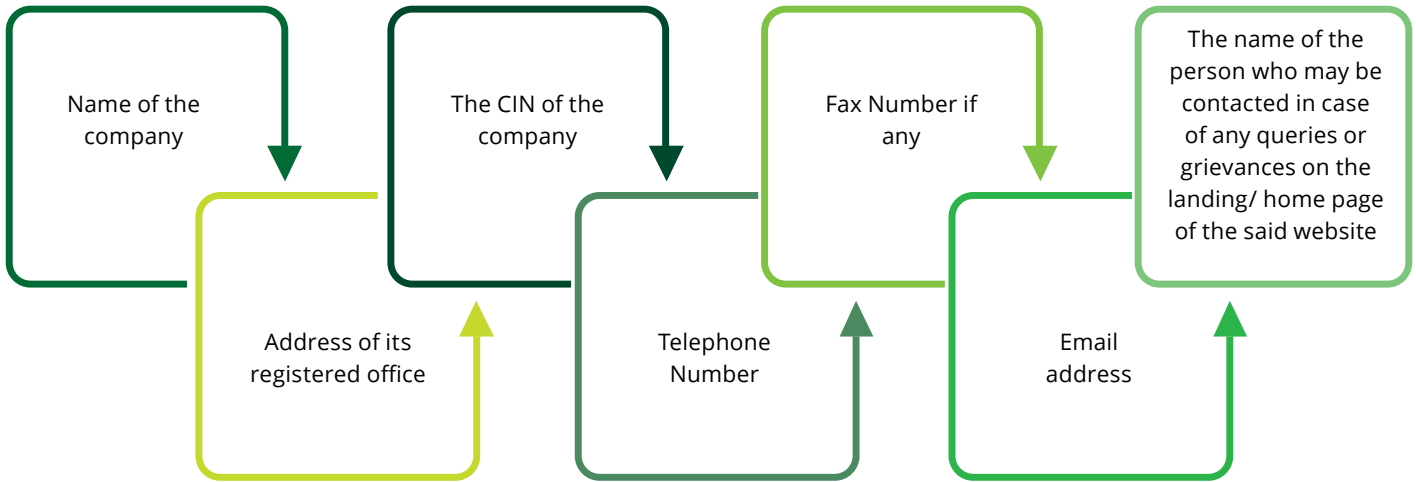 Name of the
company
Address of its
registered office
The CIN of the
company
Telephone
Number
Fax Number if
any
Email
address
The name of the
person who may be
contacted in case
of any queries or
grievances on the
landing/ home page
of the said website